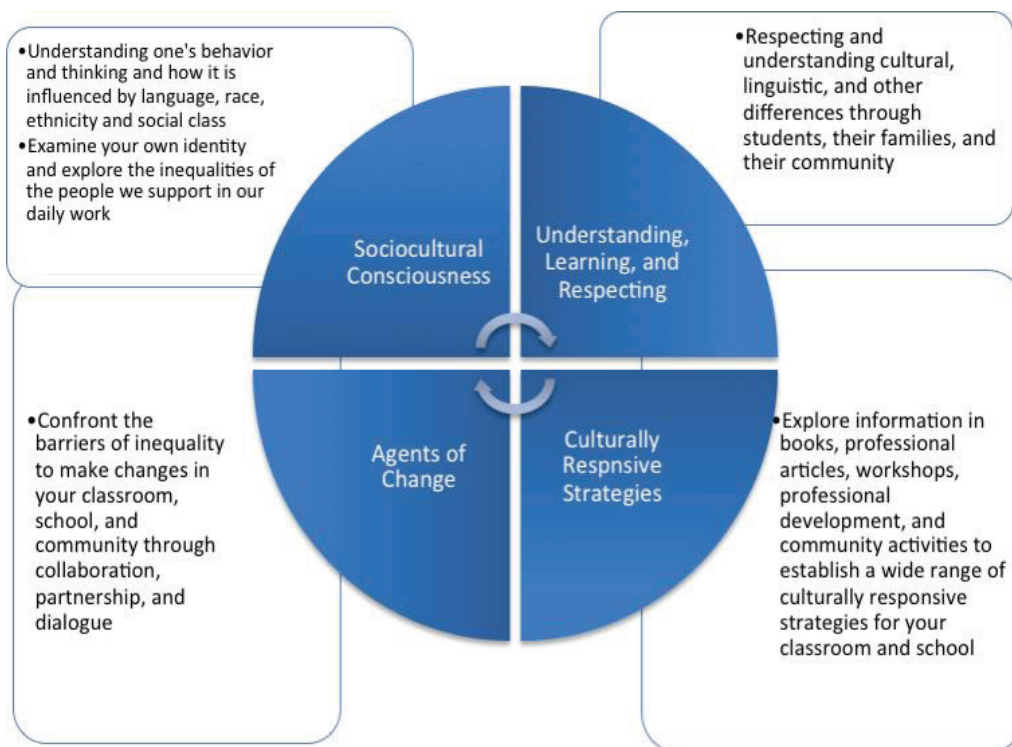 •Understanding one's behavior
and thinking and how it is
influenced by language, race,
ethnicity and social class
•Examine your own identity
and explore the inequalities of
the people we support in our
daily work
•Respecting and
understanding cultural,
linguistic, and other
differences through
students, their families, and
their community
Sociocultural
Consciousness
Understanding,
Learning, and
Respecting
•Confront the
barriers of inequality
to make changes in
your classroom,
school, and
community through
collaboration,
partnership, and
dialogue
Agents of
Change
Culturally
Respnsive
Strategies
•Explore information in
books, professional
articles, workshops,
professional
development, and
community activities to
establish a wide range of
culturally responsive
strategies for your
classroom and school